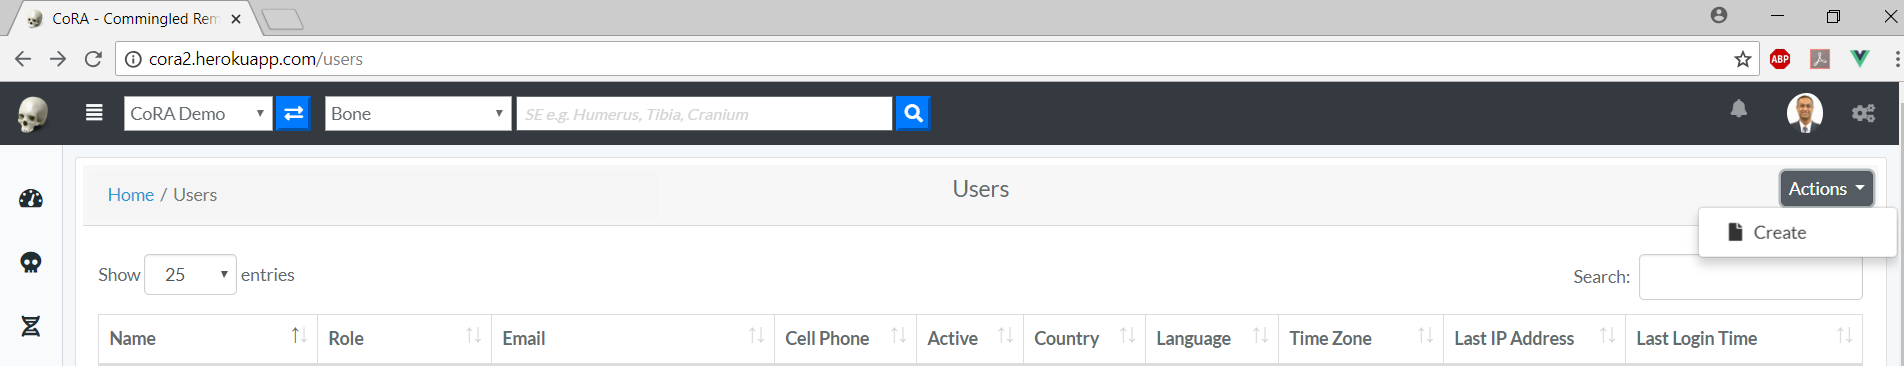 CoRA - Commingled Rem
cora2.herokuapp.com/users
ABP
CoRA Demo Bone SE e.g. Humerus, Tibia, Cranium
Home / Users Users Actions
Create
Show 25 entries Search:
Name Role Email Cell Phone Active Country Language Time Zone Last IP Address Last Login Time